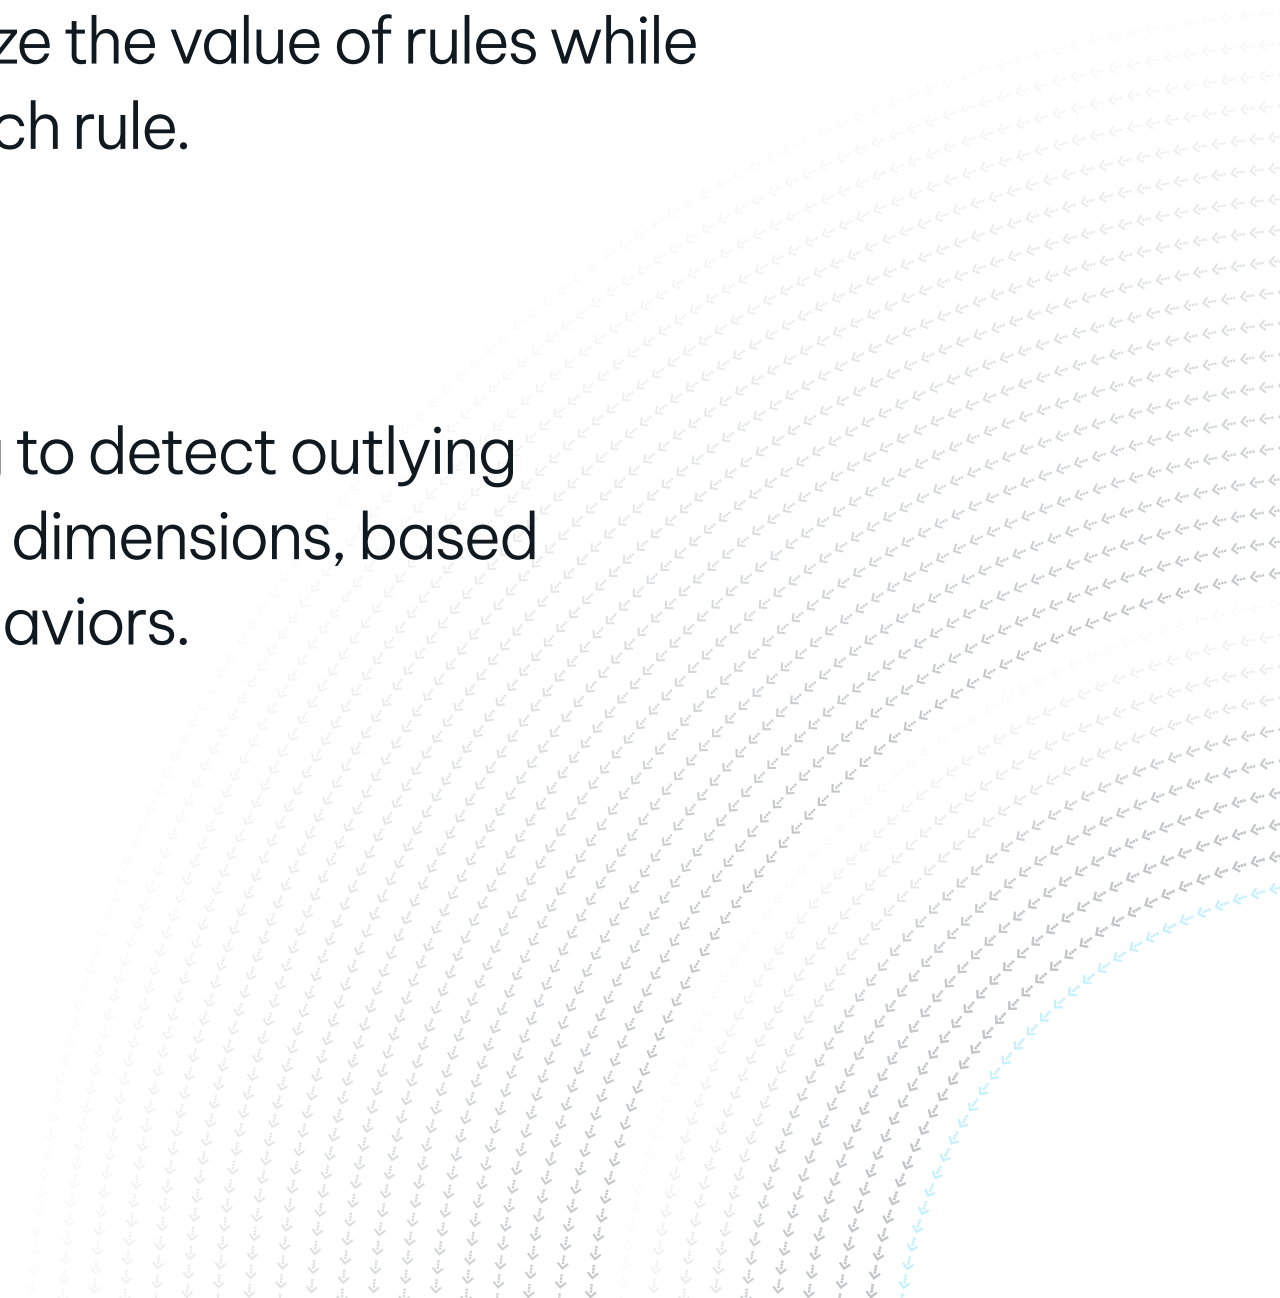 ze the value of rules while
ch rule.
to detect outlying
dimensions, based
aviors.